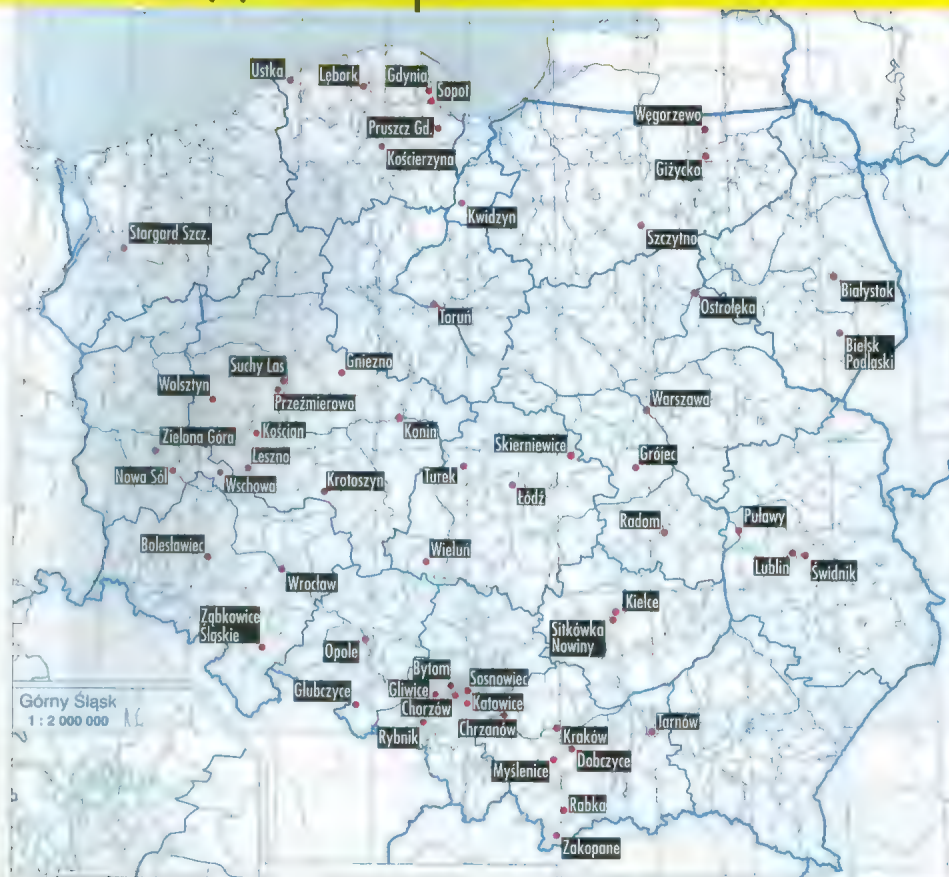 Ustka
Lębork
Gdynia
Sopot
Pruszcz Gd.
Kościerzyna
Węgorzewo
Giżycko
Kwidzyn
Szczytno
Stargard Szcz.
Białystok
Ostrołęka
Toruń
Bielsk
Podlaski
Suchy Las
Gniezno
Wolsztyn
Przeźmierowo
Warszawa
Kościan
Konin
Zielona Góra
Skierniewice
Leszno
Grójec
Nowa Sól
Wschowa
Krotoszyn
Turek
Łódź
Radom
Puławy
Bolesławiec
Wieluń
Lublin
Świdnik
Wrocław
Kielce
Ząbkowice
Śląskie
Sitkówka
Nowiny
Opole
Bytom
Sosnowiec
Głubczyce
Gliwice
Katowice
Chorzów
Górny Śląsk
1 : 2 000 000
Rybnik
Chrzanów
Kraków
Tarnów
Dobczyce
Myślenice
Rabka
Zakopane